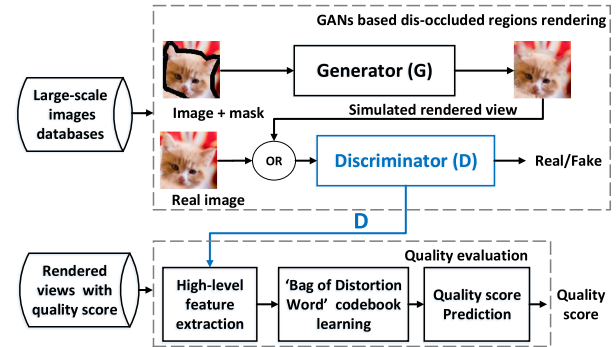 GANs based dis-occluded regions rendering
Large-scale
images
databases
Image + mask
Generator (G)
Simulated rendered view
OR
Discriminator (D)
Real/Fake
Real image
D
Rendered
views with
quality score
Quality evaluation
High-level
feature
extraction
‘Bag of Distortion
Word’ codebook
learning
Quality score
Prediction
Quality
score